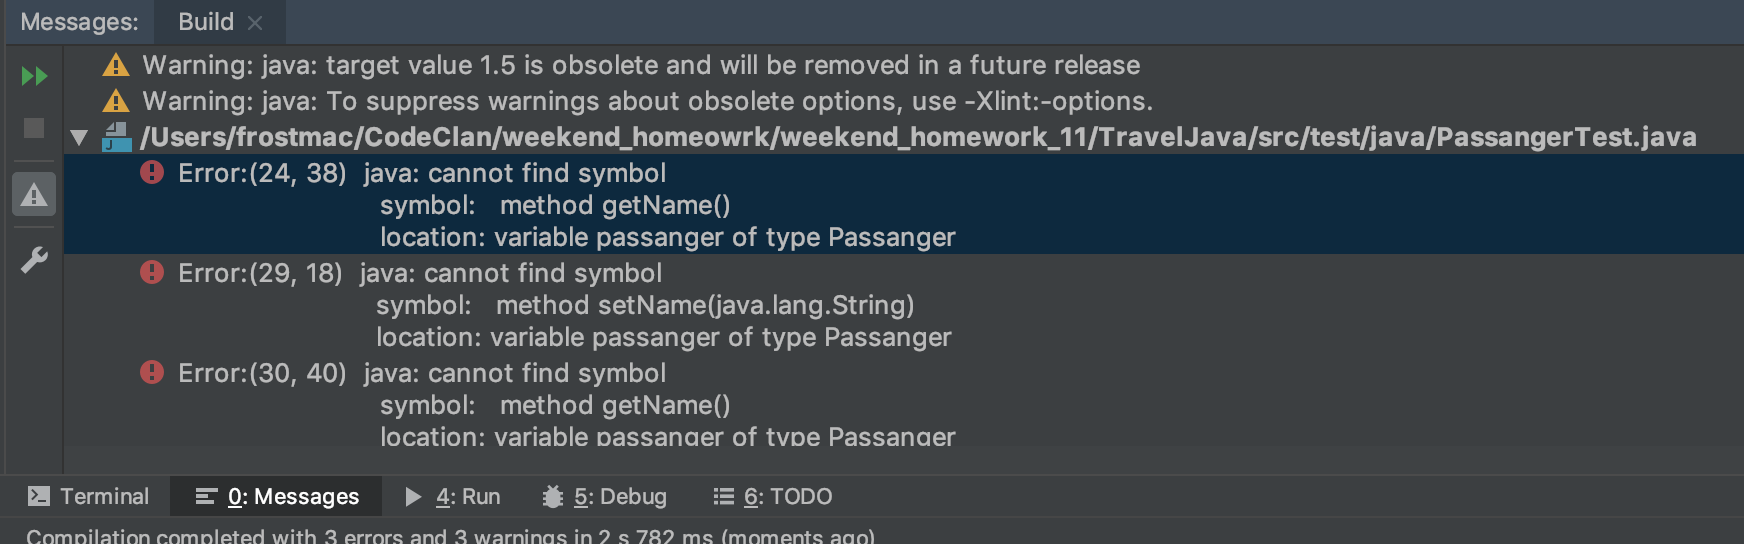 Messages: Build
Warning: java: target value 1.5 is obsolete and will be removed in a future release
Warning: java: To suppress warnings about obsolete options, use -Xlint:-options.
/Users/frostmac/CodeClan/weekend_homeowrk/weekend_homework_11/TravelJava/src/test/java/PassangerTest.java
Error:(24, 38) java: cannot find symbol
symbol: method getName()
location: variable passanger of type Passanger
Error:(29, 18) java: cannot find symbol
symbol: method setName(java.lang.String)
location: variable passanger of type Passanger
Error:(30, 40) java: cannot find symbol
symbol: method getName()
location: variable passanger of type Passanger
Terminal 0: Messages 4: Run 5: Debug 6: TODO
Compilation completed with 3 errors and 3 warnings in 2 s 782 ms (moments ago)